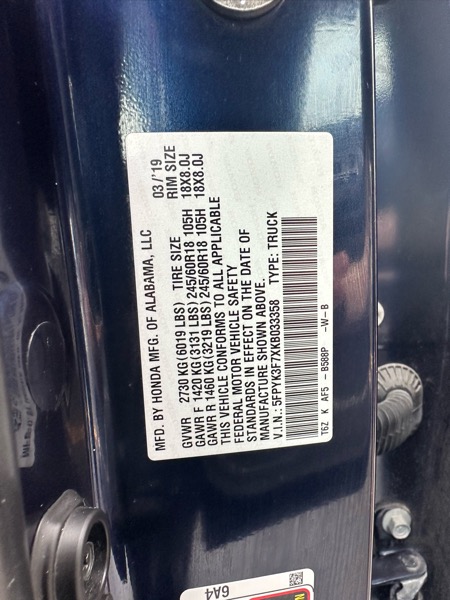 MFD. BY HONDA MFG. OF ALABAMA, LLC 03/'19
GVWR 2730 KG(6019 LBS) TIRE SIZE RIM SIZE
GAWR F 1420 KG(3131 LBS) 245/60R18 105H 18X8.0J
GAWR R 1460 KG(3219 LBS) 245/60R18 105H 18X8.0J
THIS VEHICLE CONFORMS TO ALL APPLICABLE
FEDERAL MOTOR VEHICLE SAFETY
STANDARDS IN EFFECT ON THE DATE OF
MANUFACTURE SHOWN ABOVE.
V.I.N.: 5FPYK3F7XKB033358 TYPE: TRUCK
T6Z K AF5 - B588P -W-B
6A4